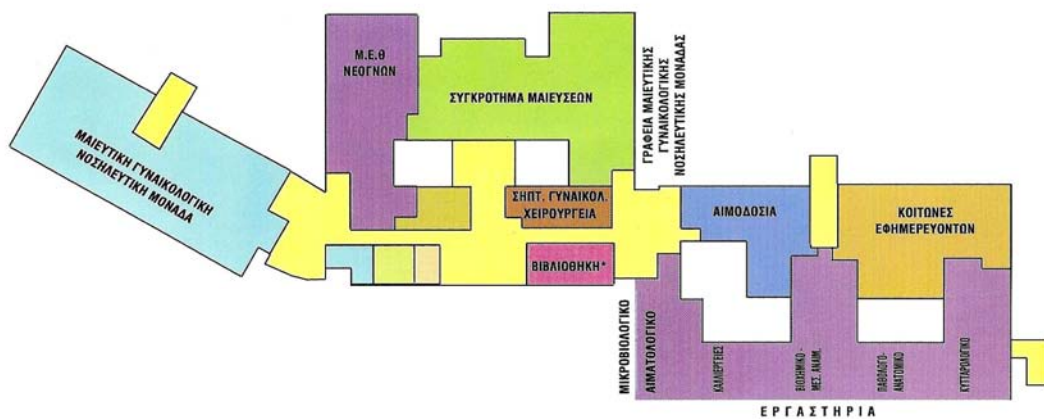 Μ.Ε.Θ
ΝΕΟΓΝΩΝ
ΣΥΓΚΡΟΤΗΜΑ ΜΑΙΕΥΣΕΩΝ
ΓΡΑΦΕΙΑ ΜΑΙΕΥΤΙΚΗΣ
ΓΥΝΑΙΚΟΛΟΓΙΚΗΣ
ΝΟΣΗΛΕΥΤΙΚΗΣ ΜΟΝΑΔΑΣ
ΜΑΙΕΥΤΙΚΗ ΓΥΝΑΙΚΟΛΟΓΙΚΗ
ΝΟΣΗΛΕΥΤΙΚΗ ΜΟΝΑΔΑ
ΣΗΠΤ. ΓΥΝΑΙΚΟΛ.
ΧΕΙΡΟΥΡΓΕΙΑ
ΑΙΜΟΔΟΣΙΑ
ΚΟΙΤΩΝΕΣ
ΕΦΗΜΕΡΕΥΟΝΤΩΝ
ΒΙΒΛΙΟΘΗΚΗ*
ΜΙΚΡΟΒΙΟΛΟΓΙΚΟ
ΑΙΜΑΤΟΛΟΓΙΚΟ
ΚΑΛΛΙΕΡΓΕΙΕΣ
ΒΙΟΧΗΜΙΚΟ -
ΜΕΣ. ΑΝΑΙΜ.
ΠΑΘΟΛΟΓΟ-
ΑΝΑΤΟΜΙΚΟ
ΚΥΤΤΑΡΟΛΟΓΙΚΟ
ΕΡΓΑΣΤΗΡΙΑ